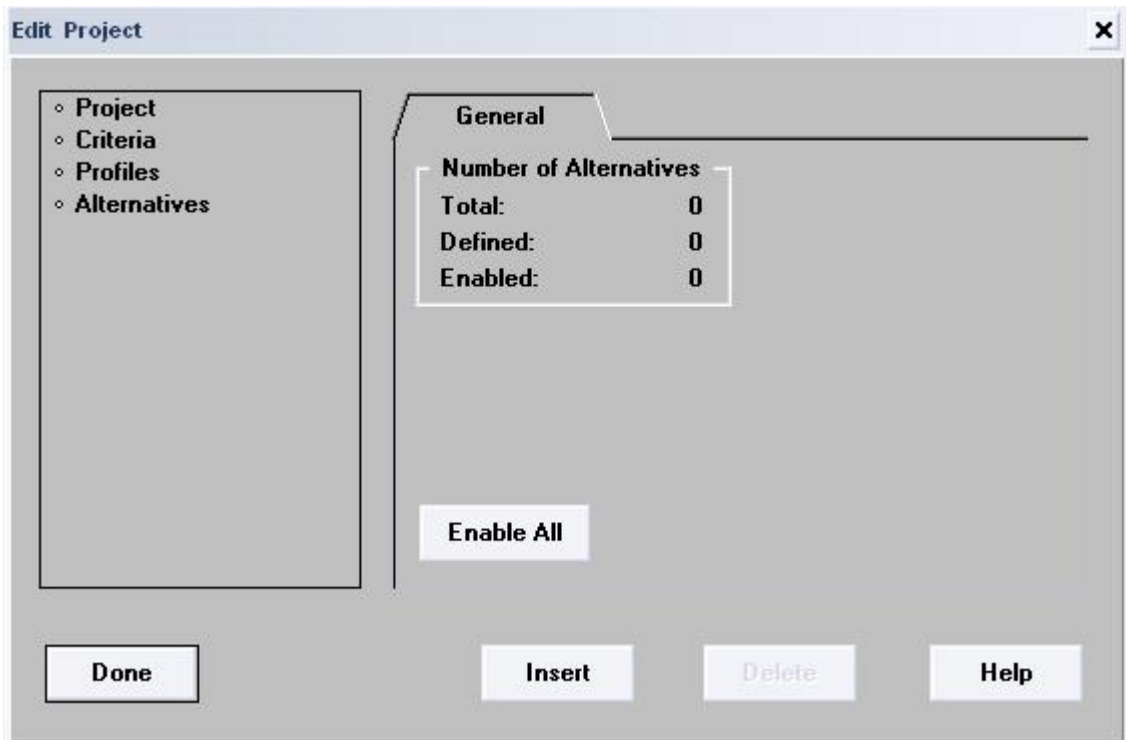 Edit Project
Project
Criteria
Profiles
Alternatives
General
Number of Alternatives
Total: 0
Defined: 0
Enabled: 0
Enable All
Done Insert Delete Help